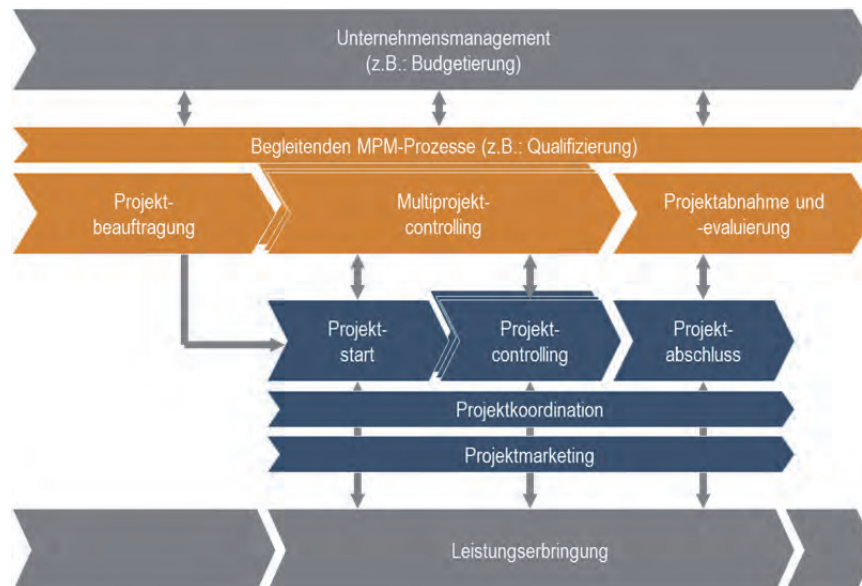 Unternehmensmanagement
(z.B.: Budgetierung)
Begleitenden MPM-Prozesse (z.B.: Qualifizierung)
Projekt-
beauftragung
Multiprojekt-
controlling
Projektabnahme und
-evaluierung
Projekt-
start
Projekt-
controlling
Projekt-
abschluss
Projektkoordination
Projektmarketing
Leistungserbringung